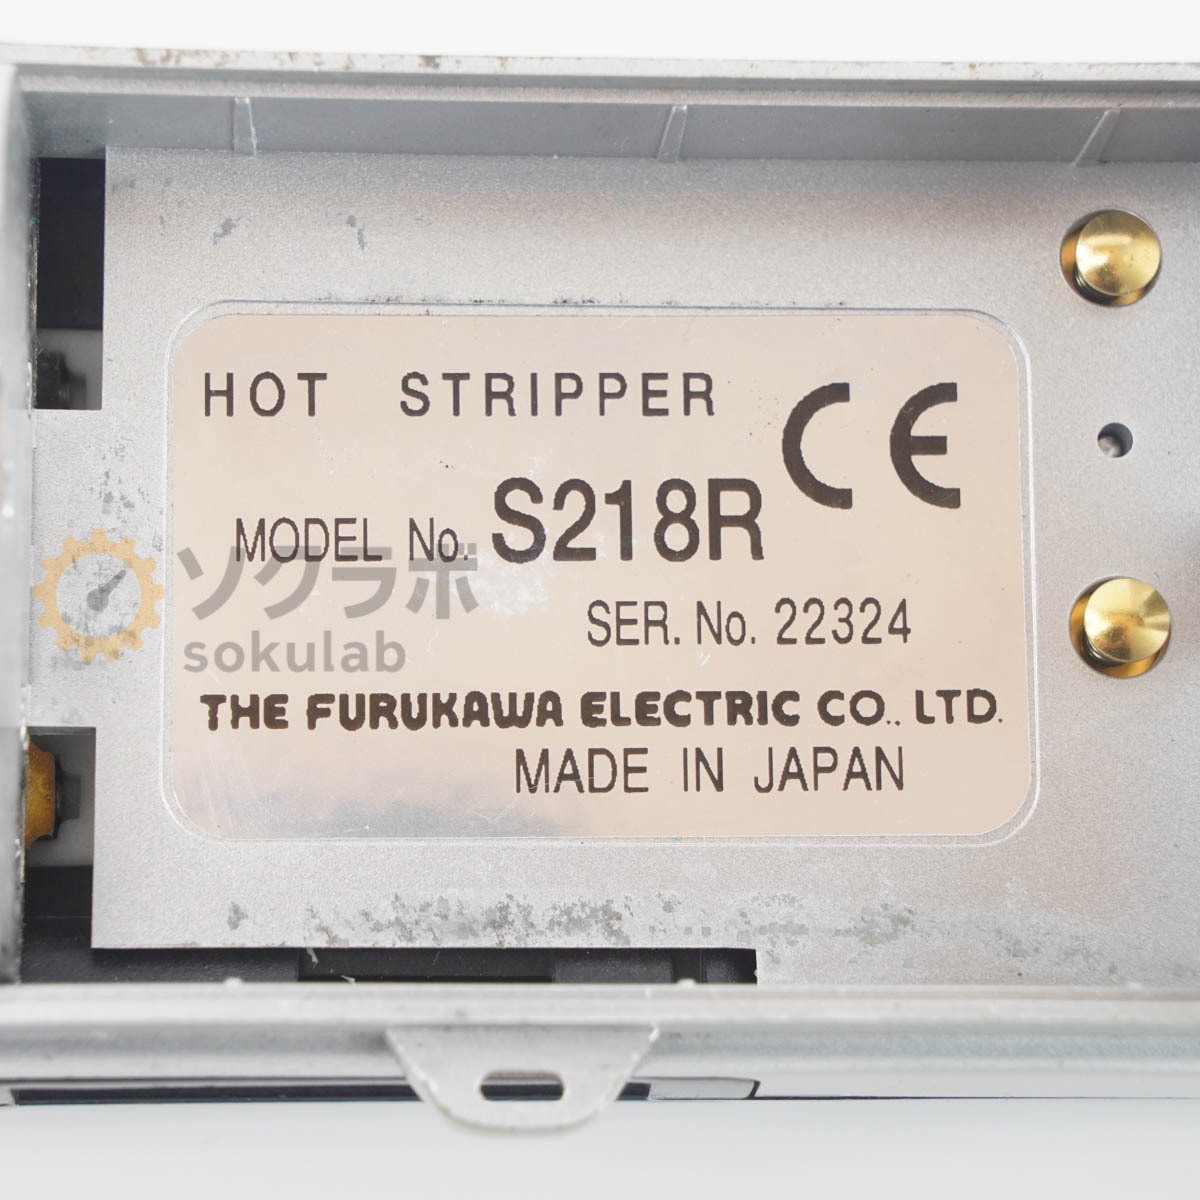 HOT STRIPPER
CE
MODEL No. S218R
ソクラボ
sokulab
SER. No. 22324
THE FURUKAWA ELECTRIC CO., LTD.
MADE IN JAPAN